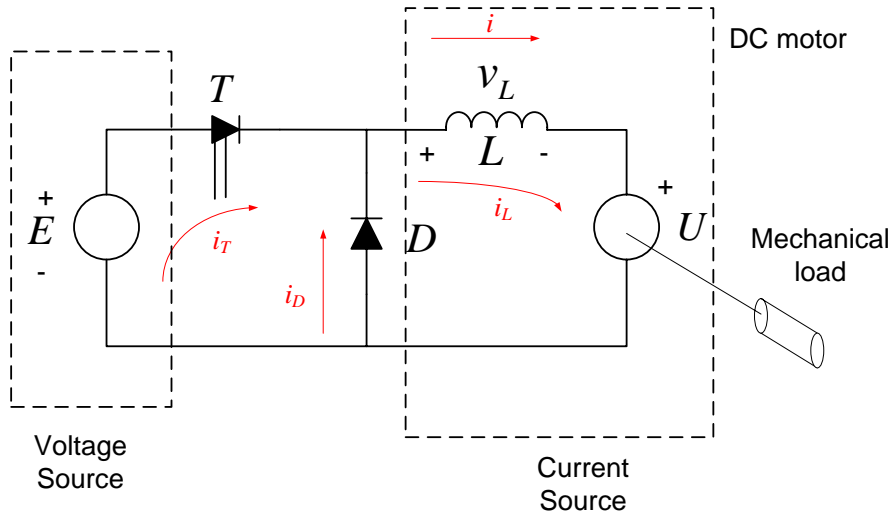 i
DC motor
v_L
T
+ L -
+
E
-
i_T
i_D
D
i_L
+
U
Mechanical
load
Voltage
Source
Current
Source